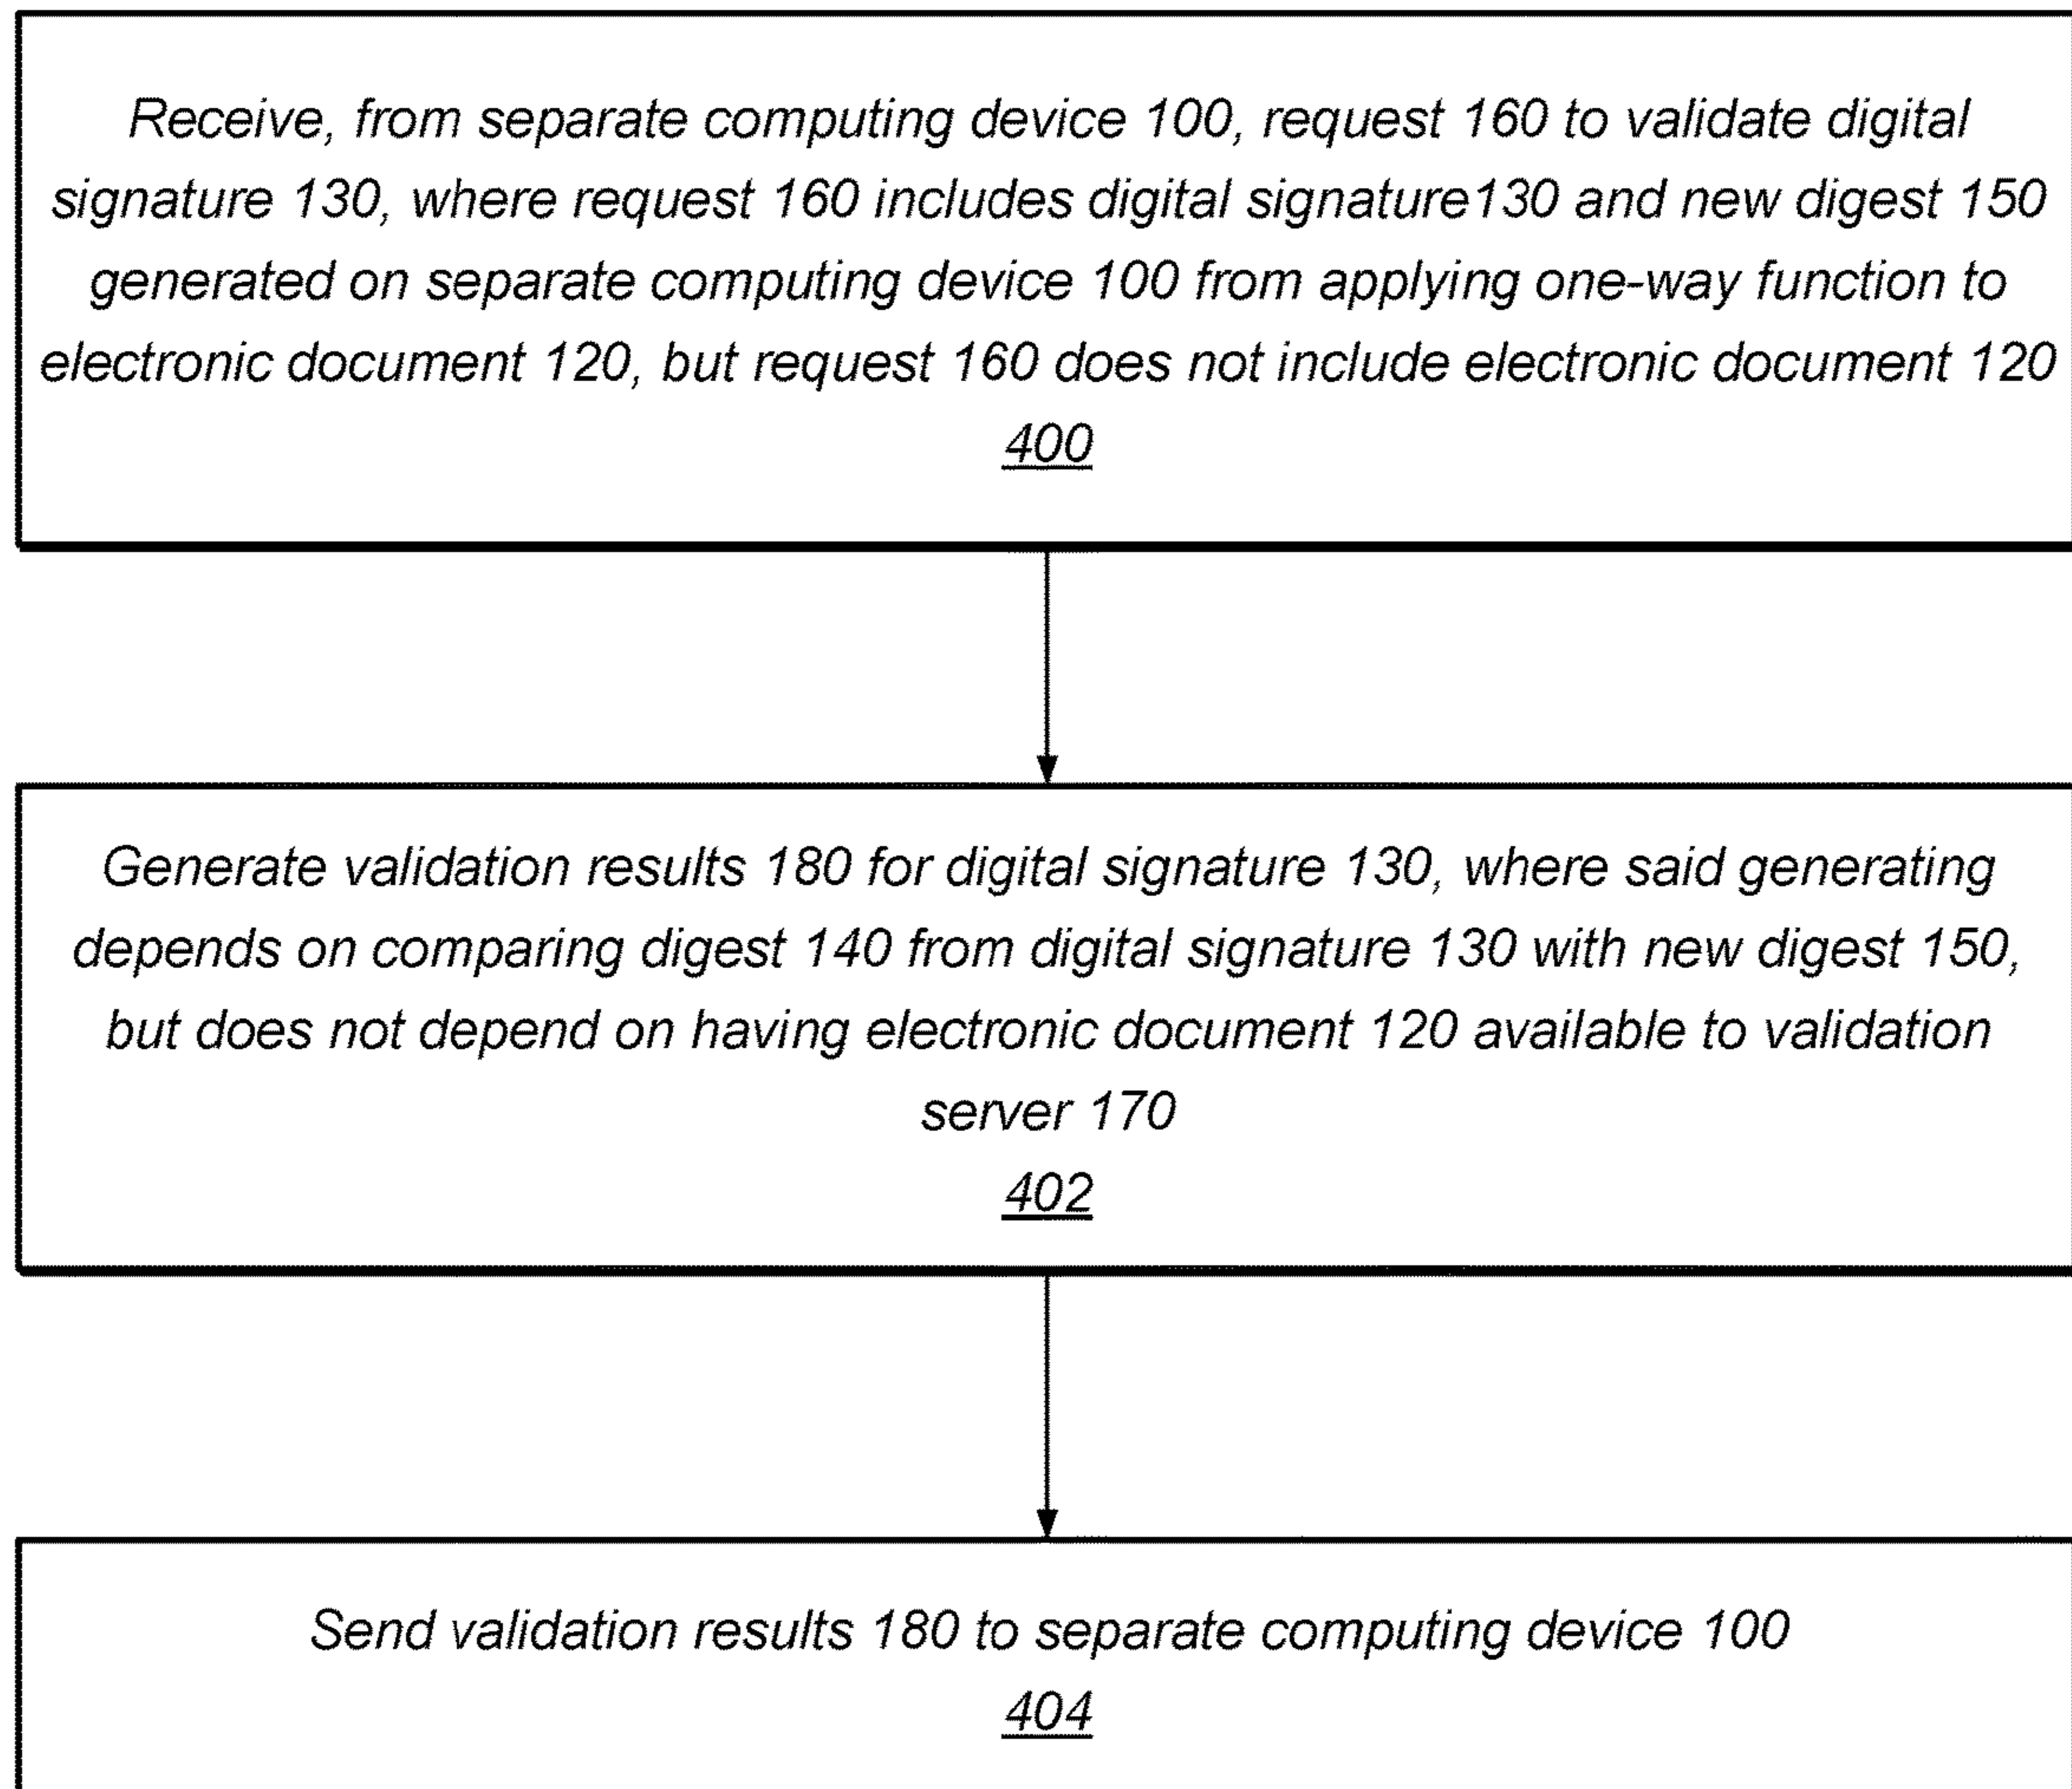 Receive, from separate computing device 100, request 160 to validate digital
signature 130, where request 160 includes digital signature130 and new digest 150
generated on separate computing device 100 from applying one-way function to
electronic document 120, but request 160 does not include electronic document 120
400
Generate validation results 180 for digital signature 130, where said generating
depends on comparing digest 140 from digital signature 130 with new digest 150,
but does not depend on having electronic document 120 available to validation
server 170
402
Send validation results 180 to separate computing device 100
404